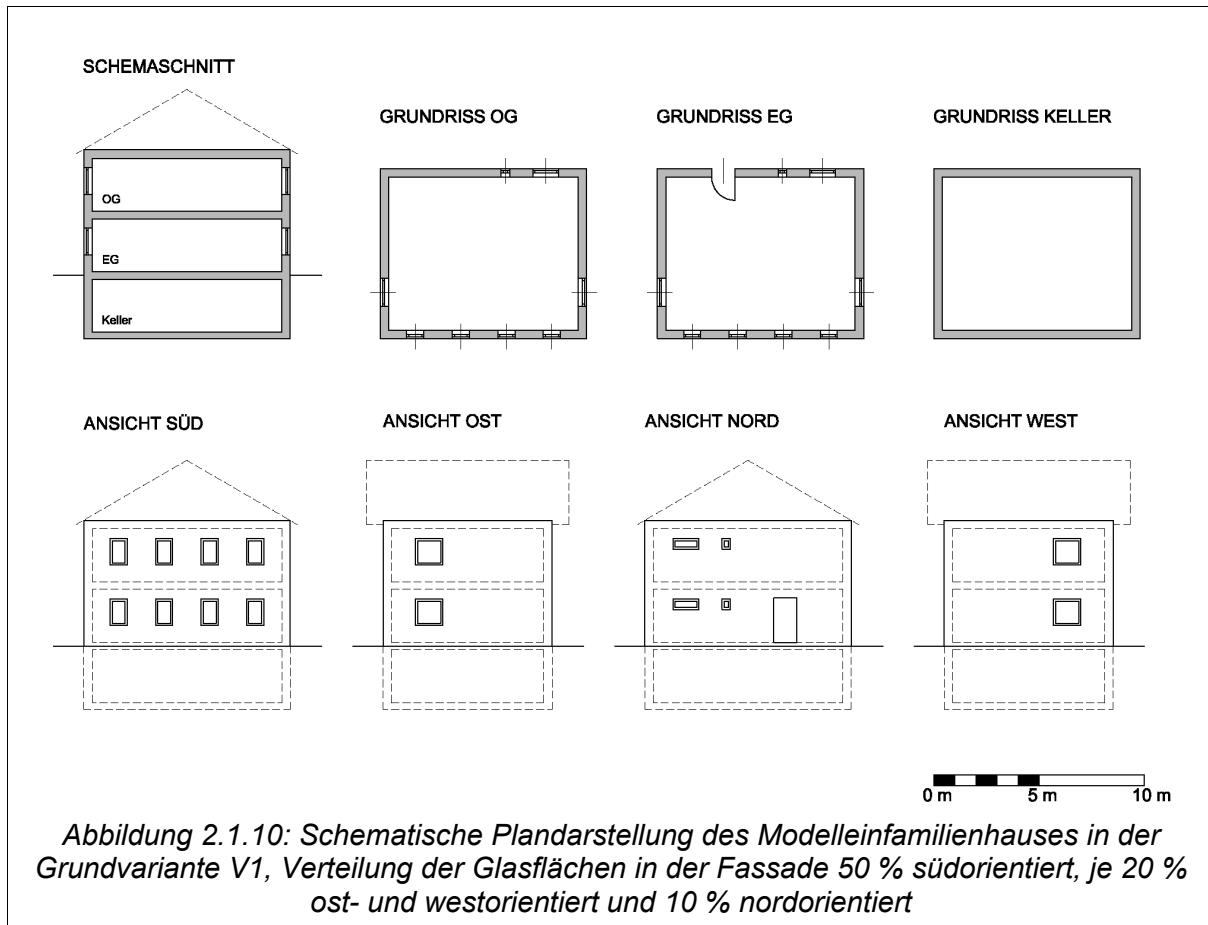 SCHEMASCHNITT
GRUNDRISS OG
GRUNDRISS EG
GRUNDRISS KELLER
OG
EG
Keller
ANSICHT SÜD
ANSICHT OST
ANSICHT NORD
ANSICHT WEST
0 m 5 m 10 m
Abbildung 2.1.10: Schematische Plandarstellung des Modelleinfamilienhauses in der
Grundvariante V1, Verteilung der Glasflächen in der Fassade 50 % südorientiert, je 20 %
ost- und westorientiert und 10 % nordorientiert